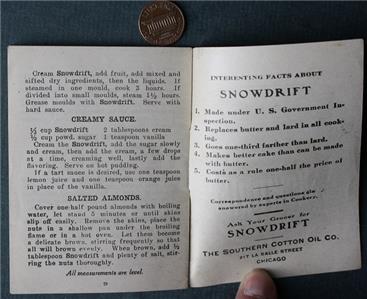 Cream Snowdrift, add fruit, add mixed and
sifted dry ingredients, then the liquids. If
steamed in one mould, cook 3 hours. If
divided into small moulds, steam 1½ hours.
Grease moulds with Snowdrift. Serve with
hard sauce.
CREAMY SAUCE.
¼ cup Snowdrift 2 tablespoons cream
½ cup powd. sugar 1 teaspoon vanilla
Cream the Snowdrift, add the sugar slowly
and cream, then add the cream, a few drops
at a time, creaming well, lastly add the
flavoring. Serve on hot pudding.
If a tart sauce is desired, use one teaspoon
lemon juice and one teaspoon orange juice
in place of the vanilla.
SALTED ALMONDS.
Cover one-half pound almonds with boiling
water, let stand 5 minutes or until skins
slip off easily. Remove the skins, place the
nuts in a shallow pan under the broiling
flame or in a hot oven. Let them become
a delicate brown, stirring frequently so that
all will brown evenly. When brown, add ½
tablespoon Snowdrift and plenty of salt, stir-
ring the nuts thoroughly.
All measurements are level.
INTERESTING FACTS ABOUT
SNOWDRIFT
1. Made under U. S. Government In-
spection.
2. Replaces butter and lard in all cook-
ing.
3. Goes one-third farther than lard.
4. Makes better cake than can be made
with butter.
5. Costs as a rule one-half the price of
butter.
Correspondence and questions
answered by experts in Cookery.
Ask Your Grocer for
SNOWDRIFT
THE SOUTHERN COTTON OIL CO.
LA SALLE STREET
CHICAGO